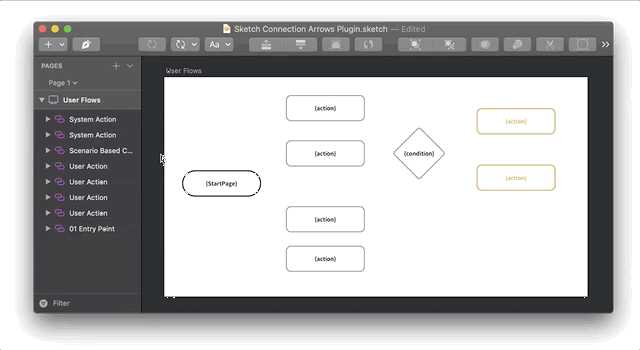 Sketch Connection Arrows Plugin.sketch — Edited
Aa
PAGES
Page 1
User Flows
System Action
System Action
Scenario Based C...
User Action
User Action
User Action
User Action
01 Entry Point
Filter
User Flows
{action}
{action}
{action}
{condition}
{action}
{StartPage}
{action}
{action}